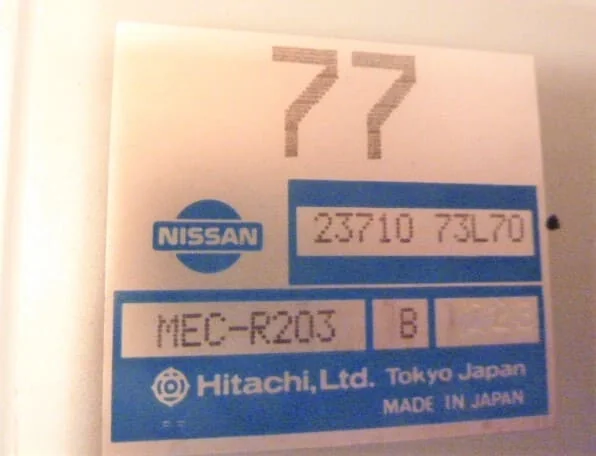 77
NISSAN
23710 73L70
MEC-R203 B
Hitachi, Ltd. Tokyo Japan
MADE IN JAPAN